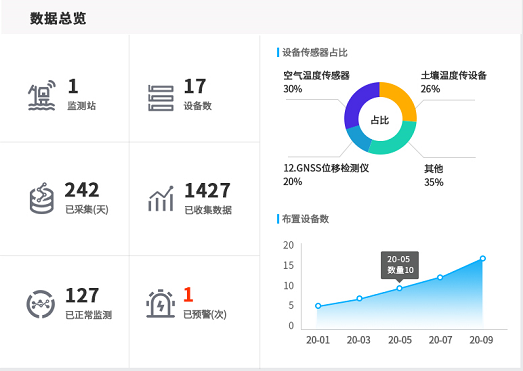 数据总览
1
监测站
17
设备数
242
已采集(天)
1427
已收集数据
127
已正常监测
1
已预警(次)
设备传感器占比
空气温度传感器
30%
土壤温度传设备
26%
占比
12.GNSS位移检测仪
20%
其他
35%
布置设备数
20
15
10
5
0
20-05
数量10
20-01 20-03 20-05 20-07 20-09